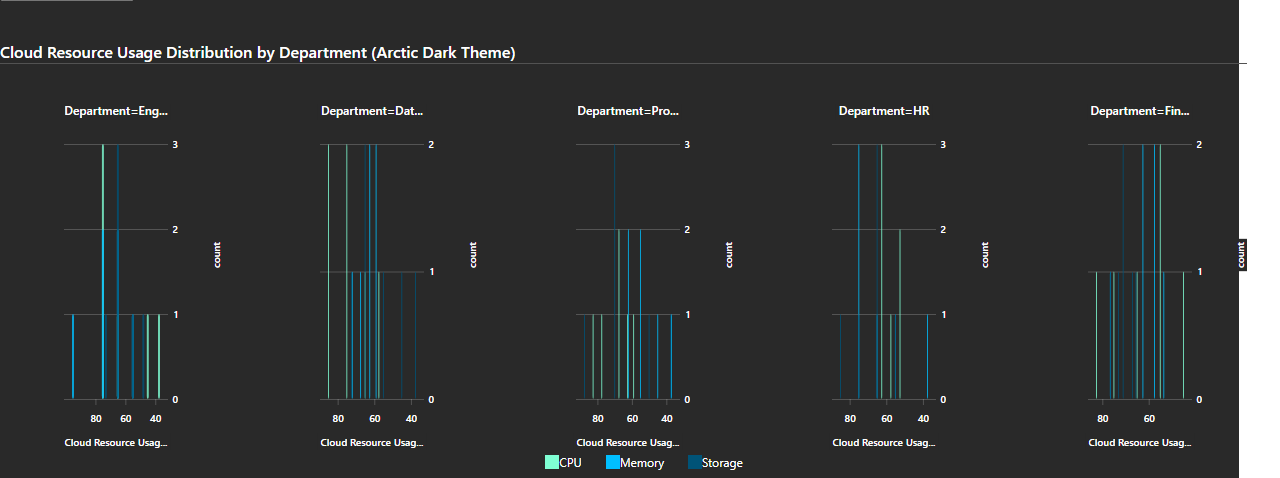 Cloud Resource Usage Distribution by Department (Arctic Dark Theme)
Department=Eng...
Department=Dat...
Department=Pro...
Department=HR
Department=Fin...
3
2
1
0
count
80 60 40
Cloud Resource Usag...
2
1
0
count
80 60 40
Cloud Resource Usag...
3
2
1
0
count
80 60 40
Cloud Resource Usag...
3
2
1
0
count
80 60 40
Cloud Resource Usag...
2
1
0
count
80 60
Cloud Resource Usag...
CPU Memory Storage